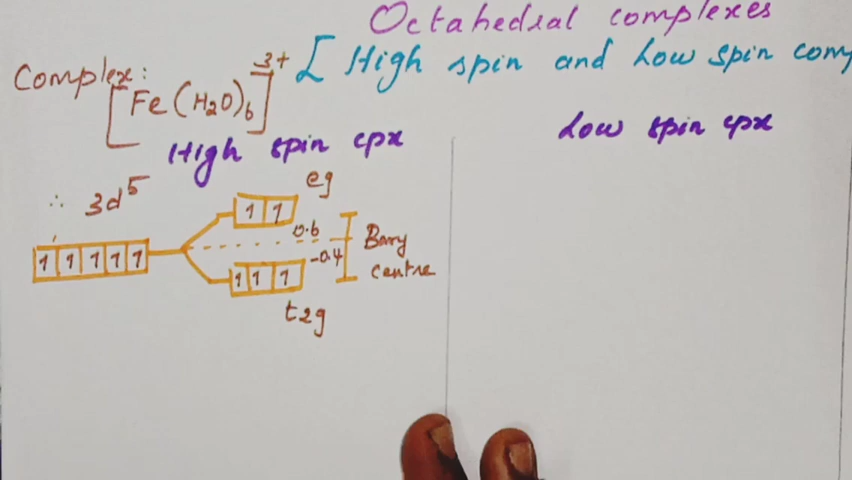 Octahedral complexes
[ High spin and Low spin com
Complex:
[Fe(H2O)6]3+
High spin cpx
Low spin cpx
∴ 3d5
eg
1 1
0.6
Bary
centre
1 1 1 1 1
-0.4
1 1 1
t2g